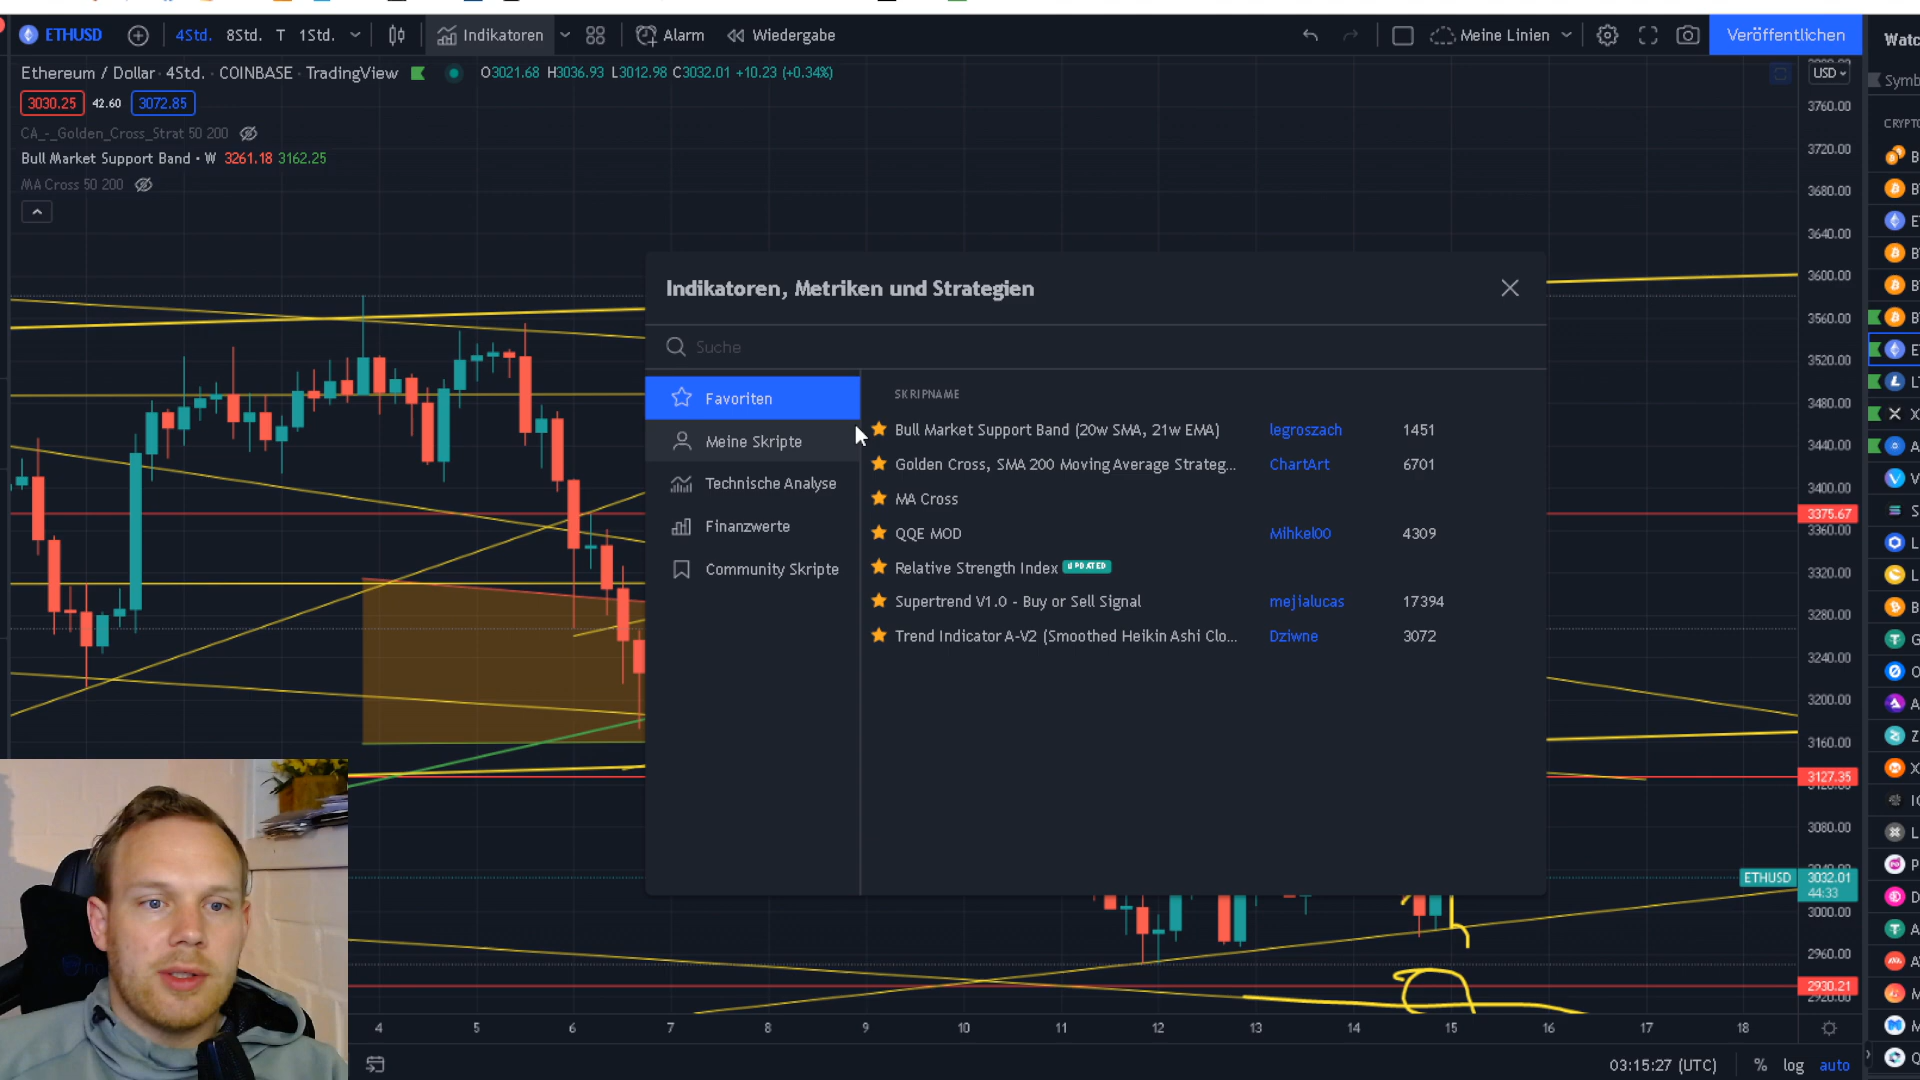 ETHUSD 4Std. 8Std. T 1Std. Indikatoren Alarm Wiedergabe Meine Linien Veröffentlichen
Ethereum / Dollar · 4Std. · COINBASE · TradingView O3021.68 H3036.93 L3012.98 C3032.01 +10.23 (+0.34%)
3030.25 42.60 3072.85
CA_-_Golden_Cross_Strat 50 200
Bull Market Support Band · W 3261.18 3162.25
MA Cross 50 200
Indikatoren, Metriken und Strategien
Suche
Favoriten
Meine Skripte
Technische Analyse
Finanzwerte
Community Skripte
SKRIPNAME
Bull Market Support Band (20w SMA, 21w EMA) legroszach 1451
Golden Cross, SMA 200 Moving Average Strateg... ChartArt 6701
MA Cross
QQE MOD Mihkel00 4309
Relative Strength Index UPDATED
Supertrend V1.0 - Buy or Sell Signal mejialucas 17394
Trend Indicator A-V2 (Smoothed Heikin Ashi Clo... Dziwne 3072
USD
3760.00
3720.00
3680.00
3640.00
3600.00
3560.00
3520.00
3480.00
3440.00
3400.00
3375.67
3360.00
3320.00
3280.00
3240.00
3200.00
3160.00
3127.35
3080.00
ETHUSD 3032.01
44:33
3000.00
2960.00
2930.21
2920.00
4 5 6 7 8 9 10 11 12 13 14 15 16 17 18
03:15:27 (UTC) % log auto